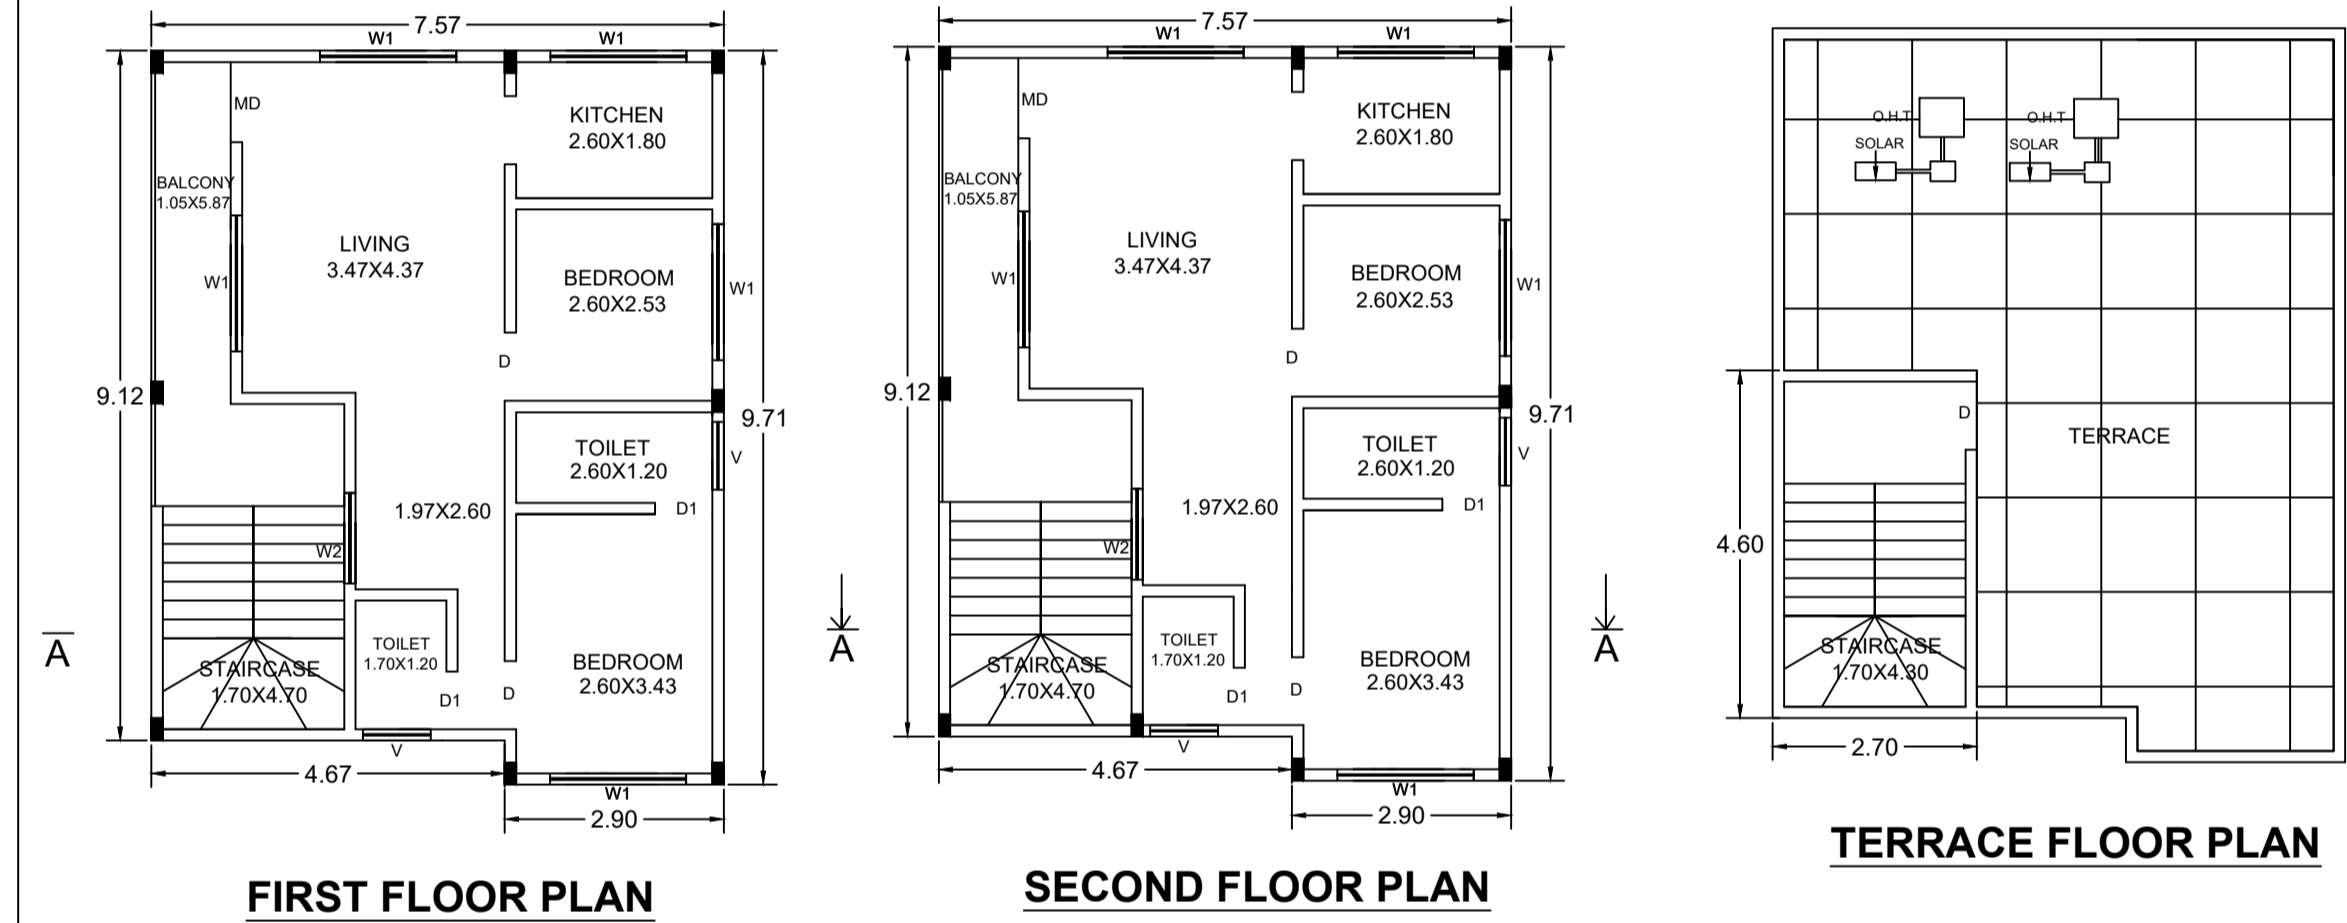 7.57
W1
W1
MD
KITCHEN
2.60X1.80
BALCONY
1.05X5.87
LIVING
3.47X4.37
W1
BEDROOM
2.60X2.53
W1
D
9.12
9.71
TOILET
2.60X1.20
V
1.97X2.60
D1
W2
A
TOILET
1.70X1.20
STAIRCASE
1.70X4.70
BEDROOM
2.60X3.43
D1
D
V
4.67
W1
2.90
FIRST FLOOR PLAN
7.57
W1
W1
MD
KITCHEN
2.60X1.80
BALCONY
1.05X5.87
LIVING
3.47X4.37
W1
BEDROOM
2.60X2.53
W1
D
9.12
9.71
TOILET
2.60X1.20
V
1.97X2.60
D1
W2
A
A
TOILET
1.70X1.20
STAIRCASE
1.70X4.70
BEDROOM
2.60X3.43
D1
D
V
4.67
W1
2.90
SECOND FLOOR PLAN
O.H.T
O.H.T
SOLAR
SOLAR
D
TERRACE
4.60
STAIRCASE
1.70X4.30
2.70
TERRACE FLOOR PLAN